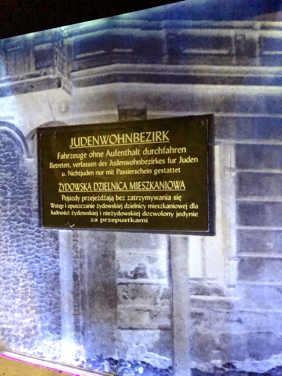 JUDENWOHNBEZIRK
Fahrzeuge ohne Aufenthalt durchfahren
Betreten, verlassen des Judenwohnbezirkes fur Juden
u. Nichtjuden nur mit Passierschein gestattet
ŻYDOWSKA DZIELNICA MIESZKANIOWA
Pojazdy przejeżdżają bez zatrzymywania się
Wstęp i opuszczanie żydowskiej dzielnicy mieszkaniowej dla
ludności żydowskiej i nieżydowskiej dozwolony jedynie
za przepustkami